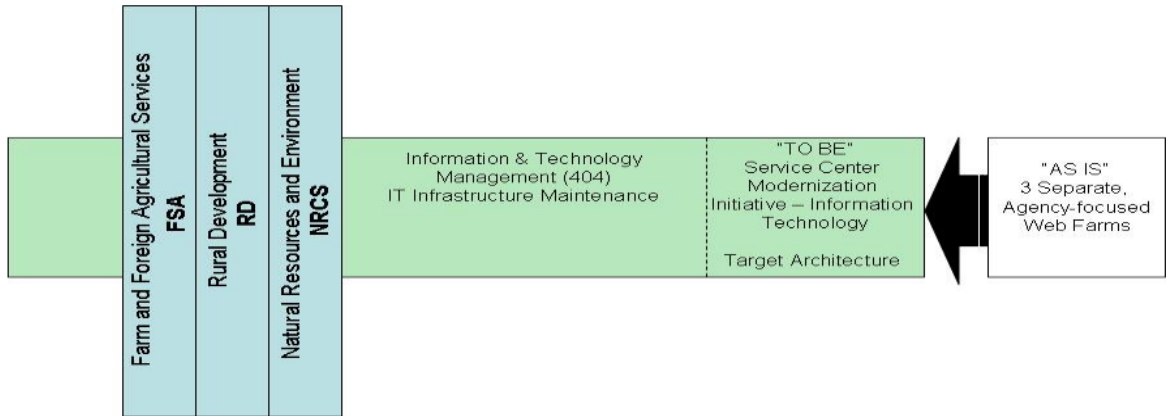 Farm and Foreign Agricultural Services
FSA
Rural Development
RD
Natural Resources and Environment
NRCS
Information & Technology
Management (404)
IT Infrastructure Maintenance
"TO BE"
Service Center
Modernization
Initiative – Information
Technology
Target Architecture
"AS IS"
3 Separate,
Agency-focused
Web Farms